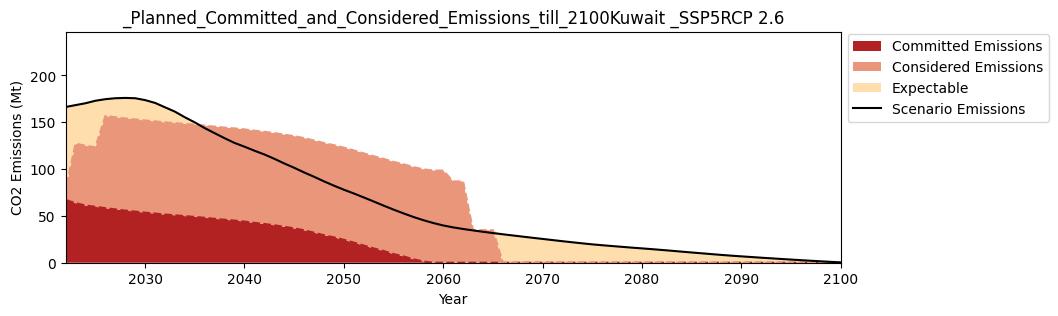 _Planned_Committed_and_Considered_Emissions_till_2100Kuwait _SSP5RCP 2.6
Committed Emissions
Considered Emissions
Expectable
Scenario Emissions
CO2 Emissions (Mt)
200
150
100
50
0
2030 2040 2050 2060 2070 2080 2090 2100
Year